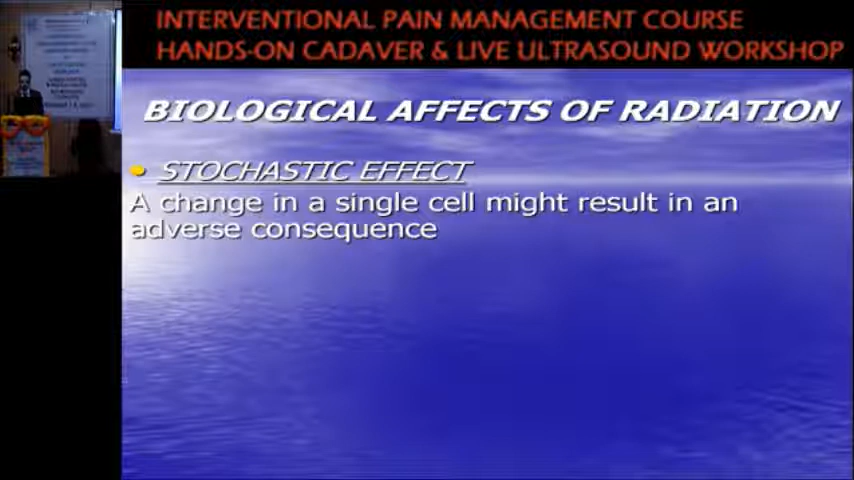 INTERVENTIONAL PAIN MANAGEMENT COURSE
HANDS-ON CADAVER & LIVE ULTRASOUND WORKSHOP
BIOLOGICAL AFFECTS OF RADIATION
STOCHASTIC EFFECT
A change in a single cell might result in an
adverse consequence